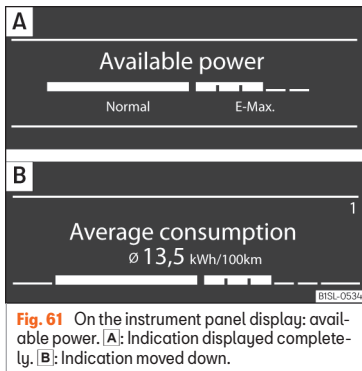 A
Available power
Normal E-Max.
B
1
Average consumption
ø 13,5 kWh/100km
B1SL-0534
Fig. 61 On the instrument panel display: avail-
able power. A: Indication displayed complete-
ly. B: Indication moved down.